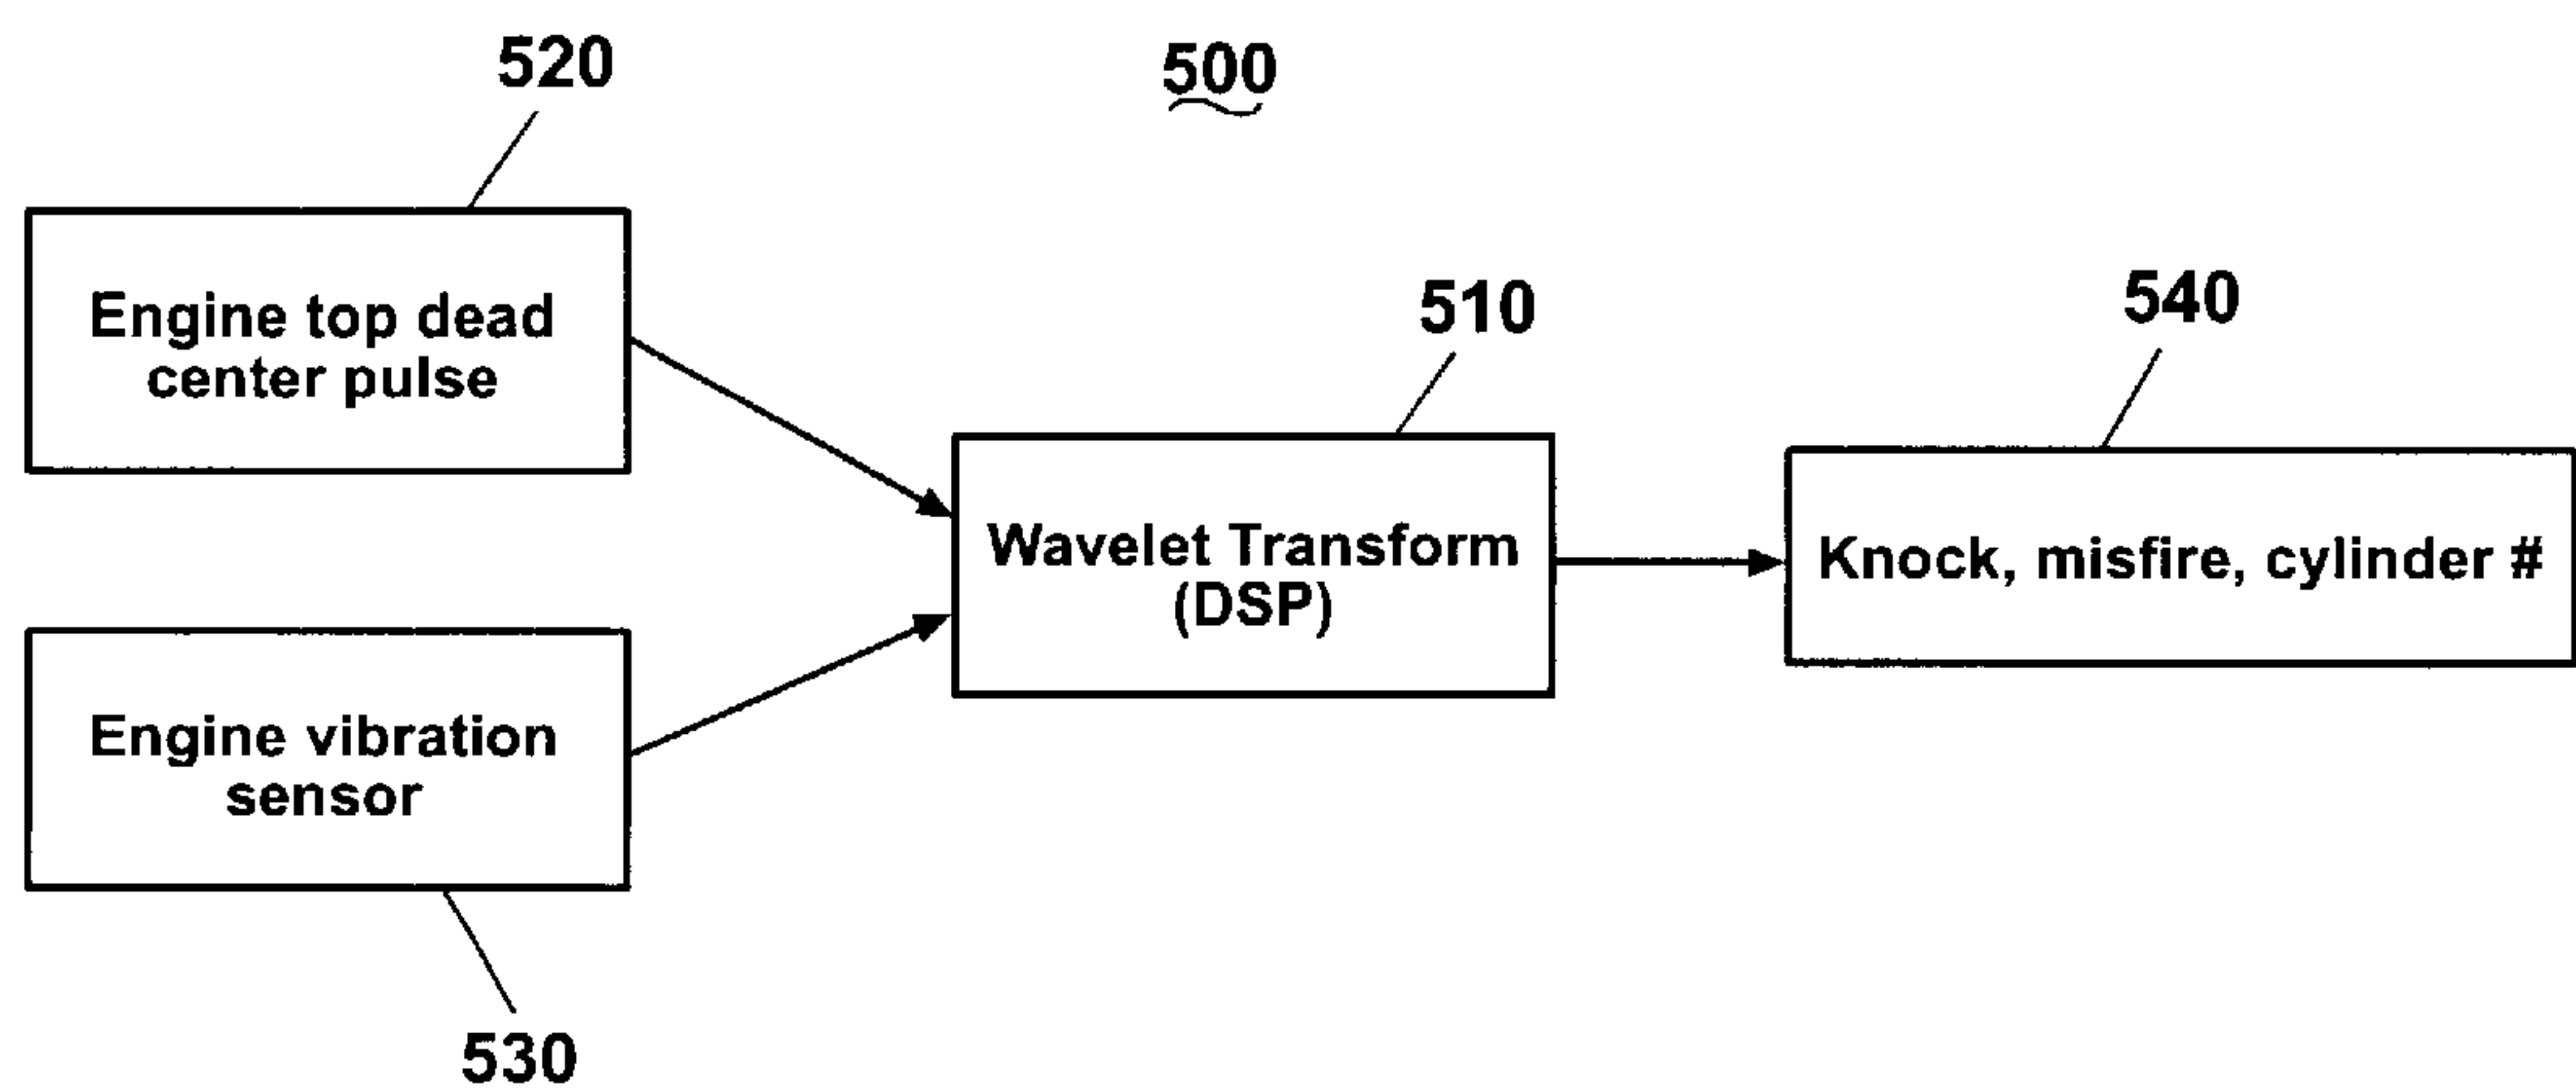 520
500
Engine top dead
center pulse
510
540
Wavelet Transform
(DSP)
Knock, misfire, cylinder #
Engine vibration
sensor
530